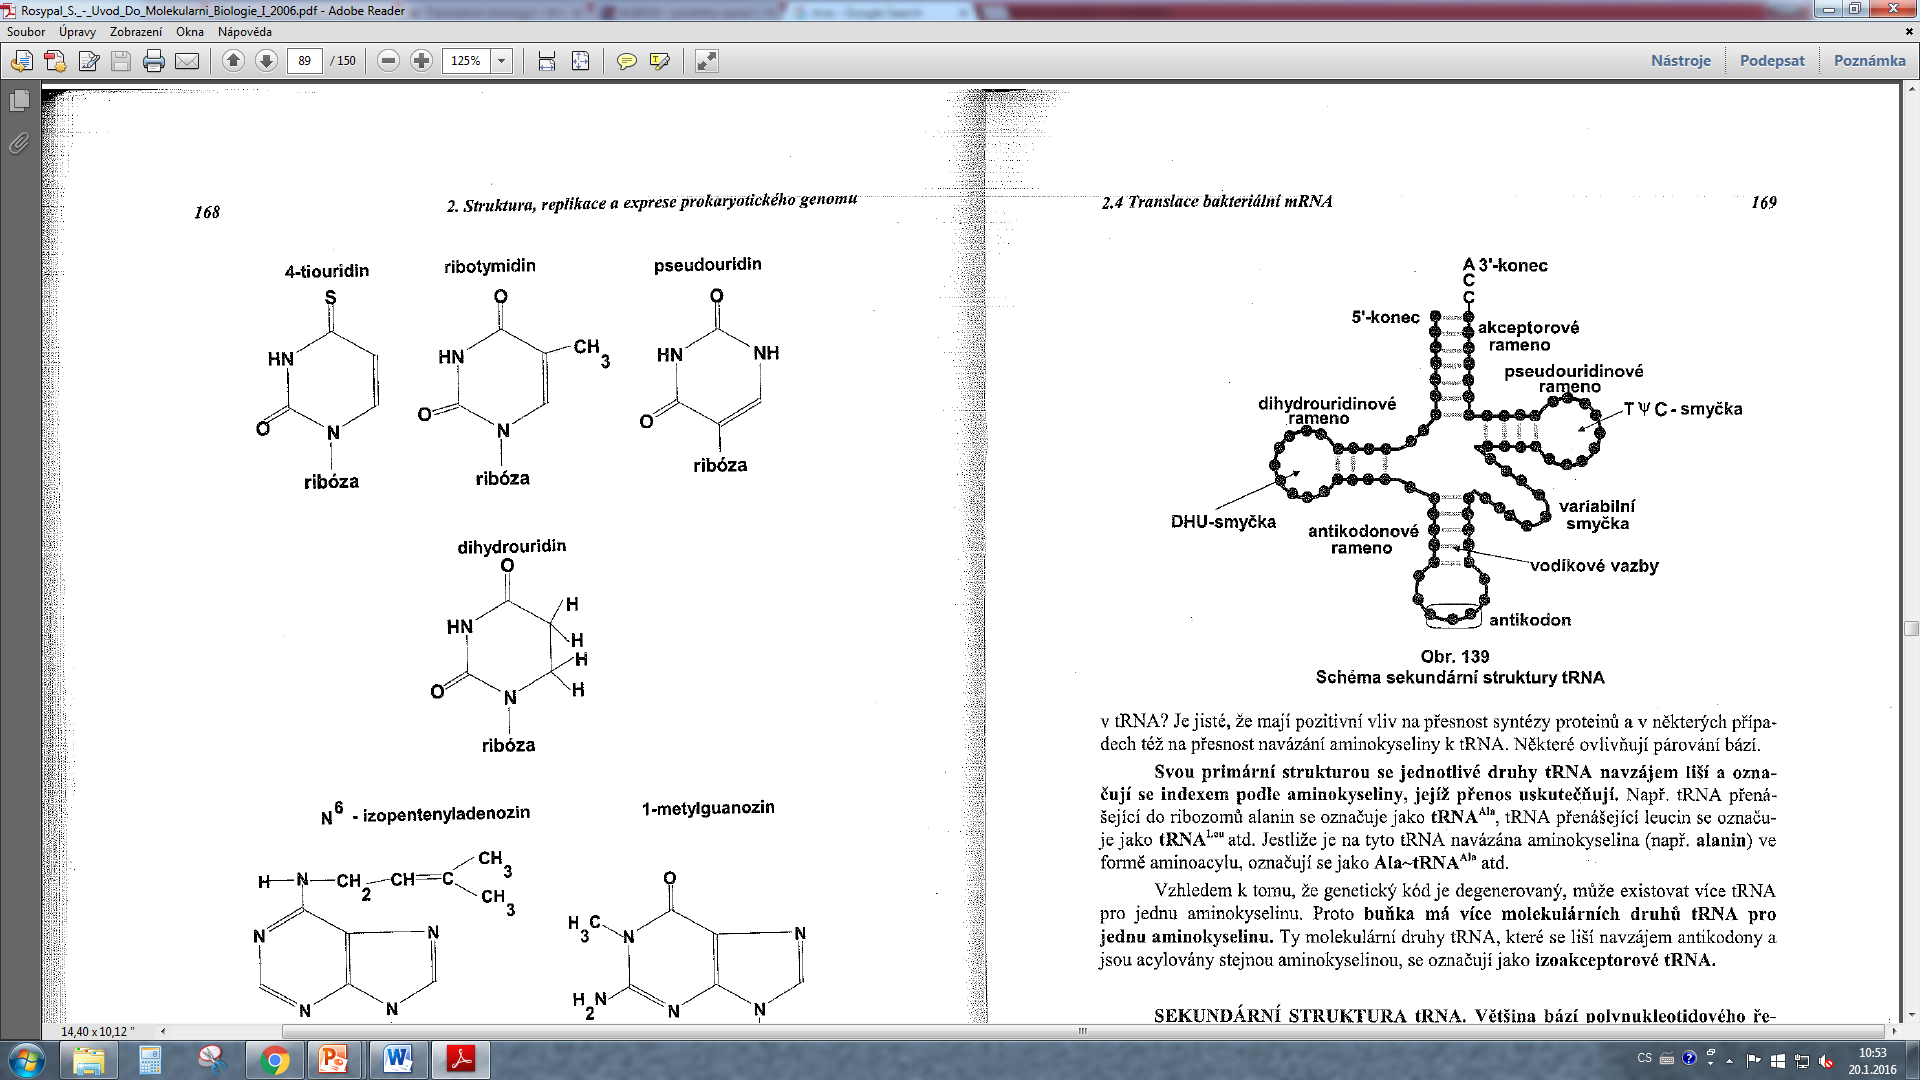 Rosypal_S._-_Uvod_Do_Molekularni_Biologie_I_2006.pdf - Adobe Reader
Soubor Úpravy Zobrazení Okna Nápověda
89 / 150 125% Nástroje Podepsat Poznámka
168 2. Struktura, replikace a exprese prokaryotického genomu
4-tiouridin ribotymidin pseudouridin
S O O
HN HN CH3 HN NH
O N O N O
ribóza ribóza ribóza
dihydrouridin
O
H
HN H
H
O N H
ribóza
N6 - izopentenyladenozin 1-metylguanozin
CH3
H N CH2 CH C O
CH3 H3C
N N N N
H2N
N N N N
2.4 Translace bakteriální mRNA 169
A 3'-konec
C
C
5'-konec akceptorové
rameno
pseudouridinové
rameno
dihydrouridinové
rameno
T Ψ C - smyčka
DHU-smyčka
variabilní
smyčka
antikodonové
rameno
vodíkové vazby
antikodon
Obr. 139
Schéma sekundární struktury tRNA
v tRNA? Je jisté, že mají pozitivní vliv na přesnost syntézy proteinů a v některých přípa-
dech též na přesnost navázání aminokyseliny k tRNA. Některé ovlivňují párování bází.
Svou primární strukturou se jednotlivé druhy tRNA navzájem liší a ozna-
čují se indexem podle aminokyseliny, jejíž přenos uskutečňují. Např. tRNA přená-
šející do ribozomů alanin se označuje jako tRNAAla, tRNA přenášející leucin se označu-
je jako tRNALeu atd. Jestliže je na tyto tRNA navázána aminokyselina (např. alanin) ve
formě aminoacylu, označují se jako Ala~tRNAAla atd.
Vzhledem k tomu, že genetický kód je degenerovaný, může existovat více tRNA
pro jednu aminokyselinu. Proto buňka má více molekulárních druhů tRNA pro
jednu aminokyselinu. Ty molekulární druhy tRNA, které se liší navzájem antikodony a
jsou acylovány stejnou aminokyselinou, se označují jako izoakceptorové tRNA.
SEKUNDÁRNÍ STRUKTURA tRNA. Většina bází polynukleotidového ře-
14,40 x 10,12 "
CS 10:53
20.1.2016